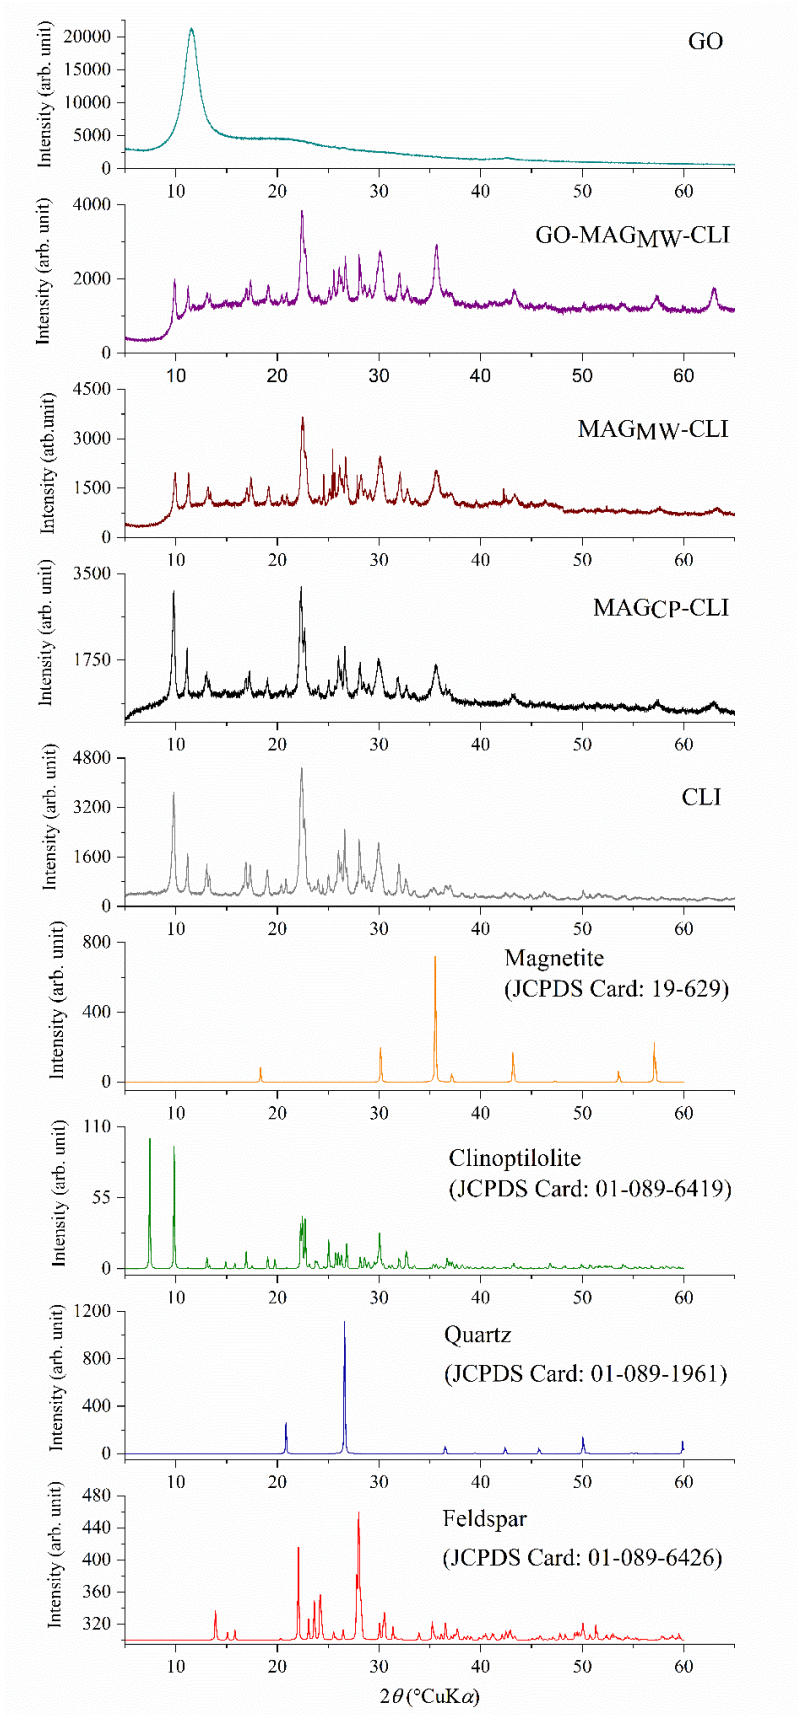 GO
Intensity (arb. unit)
20000
15000
10000
5000
0
10 20 30 40 50 60
GO-MAGMW-CLI
Intensity (arb. unit)
4000
2000
0
10 20 30 40 50 60
MAGMW-CLI
Intensity (atb.unit)
4500
3000
1500
0
10 20 30 40 50 60
MAGCP-CLI
Intensity (arb. unit)
3500
1750
10 20 30 40 50 60
CLI
Intensity (arb. unit)
4800
3200
1600
0
10 20 30 40 50 60
Magnetite
(JCPDS Card: 19-629)
Intensity (arb. unit)
800
400
0
10 20 30 40 50 60
Clinoptilolite
(JCPDS Card: 01-089-6419)
Intensity (arb. unit)
110
55
0
10 20 30 40 50 60
Quartz
(JCPDS Card: 01-089-1961)
Intensity (arb. unit)
1200
800
400
0
10 20 30 40 50 60
Feldspar
(JCPDS Card: 01-089-6426)
Intensity (arb. unit)
480
440
400
360
320
10 20 30 40 50 60
2θ (°CuKα)